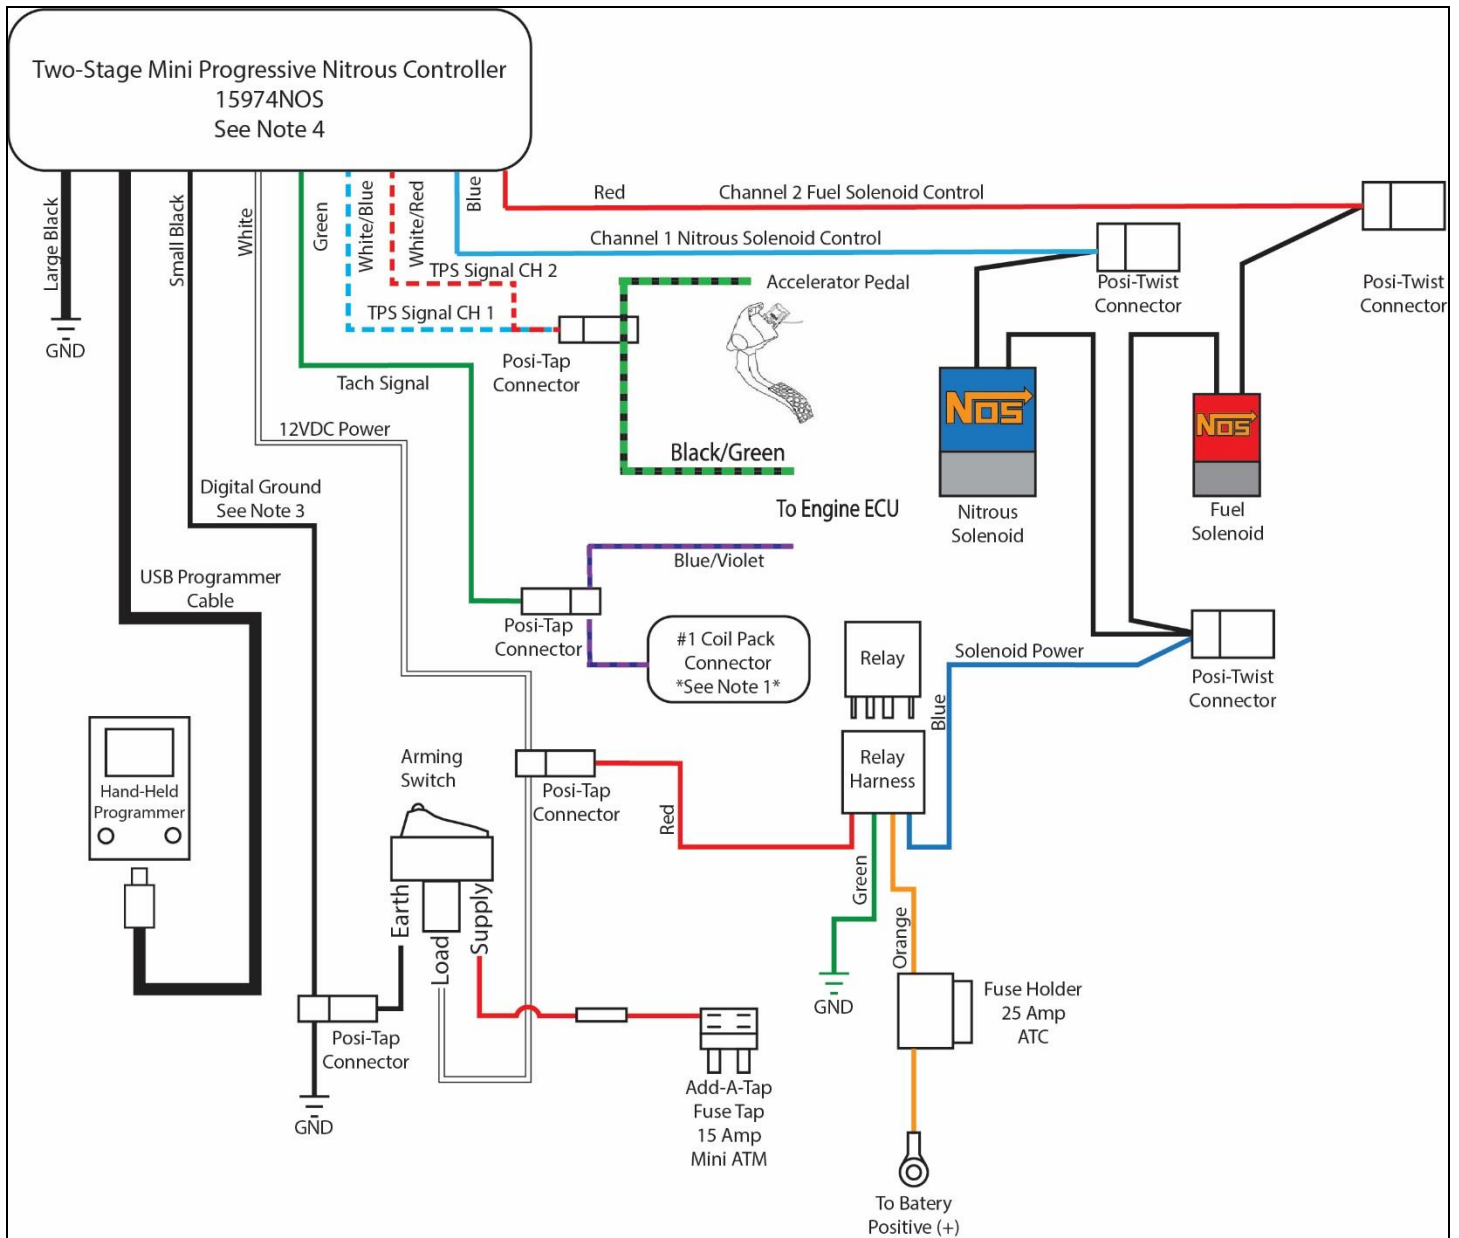 Two-Stage Mini Progressive Nitrous Controller
15974NOS
See Note 4
Large Black
Small Black
White
Green
White/Blue
White/Red
Blue
GND
Red
Channel 2 Fuel Solenoid Control
Channel 1 Nitrous Solenoid Control
Posi-Twist
Connector
Posi-Twist
Connector
TPS Signal CH 2
TPS Signal CH 1
Accelerator Pedal
Posi-Tap
Connector
Tach Signal
Black/Green
To Engine ECU
NOS
Nitrous
Solenoid
NOS
Fuel
Solenoid
12VDC Power
Digital Ground
See Note 3
USB Programmer
Cable
Blue/Violet
Posi-Tap
Connector
#1 Coil Pack
Connector
*See Note 1*
Relay
Solenoid Power
Blue
Posi-Twist
Connector
Hand-Held
Programmer
Arming
Switch
Posi-Tap
Connector
Red
Relay
Harness
Green
Orange
Earth
Load
Supply
GND
Fuse Holder
25 Amp
ATC
Posi-Tap
Connector
GND
Add-A-Tap
Fuse Tap
15 Amp
Mini ATM
To Batery
Positive (+)